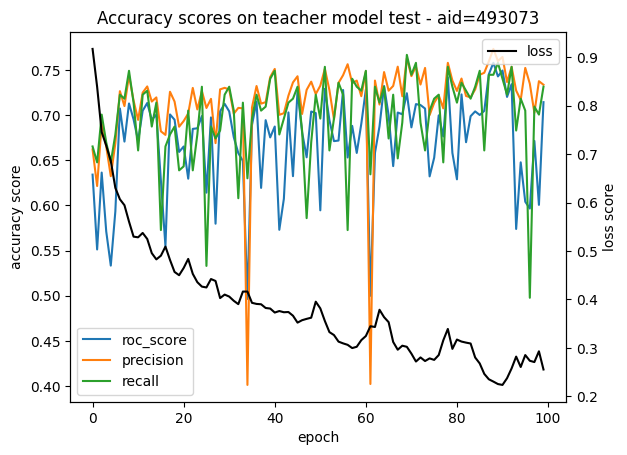 Accuracy scores on teacher model test - aid=493073
accuracy score
0.75
0.70
0.65
0.60
0.55
0.50
0.45
0.40
loss
0.9
0.8
0.7
0.6
0.5
0.4
0.3
0.2
loss score
roc_score
precision
recall
0
20
40
60
80
100
epoch